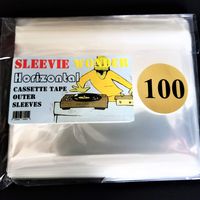 SLEEVIE WONDER
Horizontal
CASSETTE TAPE
OUTER
SLEEVES
100